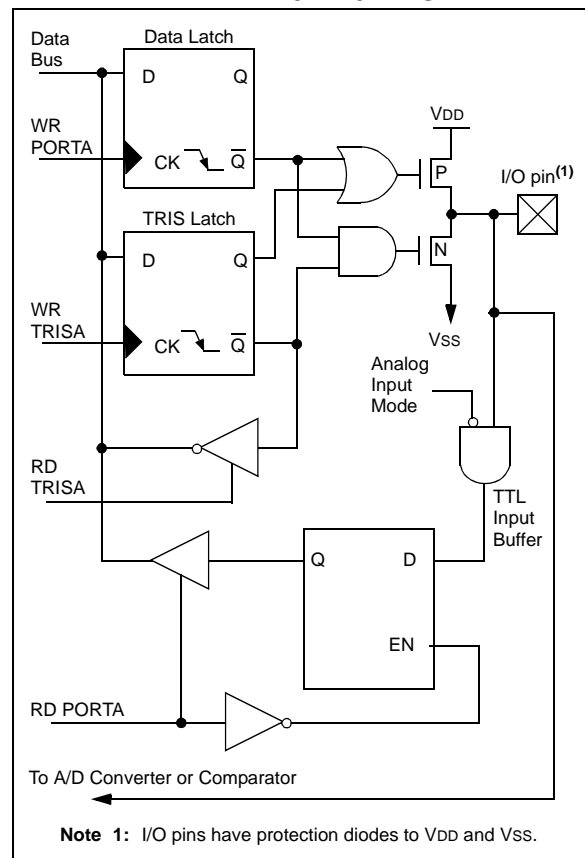 Data Latch
Data
Bus
D
Q
WR
PORTA
CK
Q
VDD
P
I/O pin(1)
TRIS Latch
D
Q
N
WR
TRISA
CK
Q
VSS
Analog
Input
Mode
RD
TRISA
TTL
Input
Buffer
Q
D
EN
RD PORTA
To A/D Converter or Comparator
Note 1: I/O pins have protection diodes to VDD and VSS.